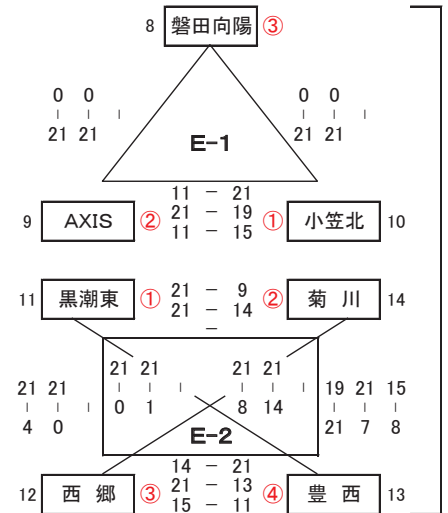 8 磐田向陽 ③
0 0 0 0
| | | | | |
21 21 21 21
E-1
11 - 21
9 AXIS ② 21 - 19 ① 小笠北 10
11 - 15
11 黒潮東 ① 21 - 9 ② 菊 川 14
21 - 14
-
21 21 21 21
21 21 | | | | | | 19 21 15
| | | 0 1 8 14 | | |
4 0 21 7 8
E-2
14 - 21
12 西 郷 ③ 21 - 13 ④ 豊 西 13
15 - 11